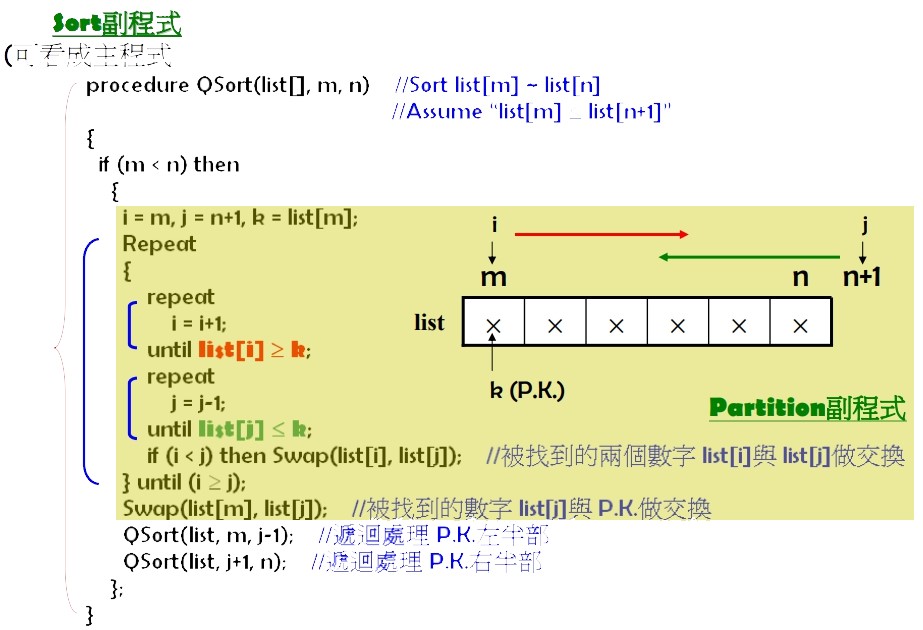 Sort副程式
(可看成主程式
procedure QSort(list[], m, n) //Sort list[m] ~ list[n]
//Assume “list[m] _ list[n+1]”
{
if (m < n) then
{
i = m, j = n+1, k = list[m];
Repeat
{
repeat
i = i+1;
until list[i] ≥ k;
repeat
j = j-1;
until list[j] ≤ k;
if (i < j) then Swap(list[i], list[j]); //被找到的兩個數字 list[i]與 list[j]做交換
} until (i ≥ j);
Swap(list[m], list[j]); //被找到的數字 list[j]與 P.K.做交換
QSort(list, m, j-1); //遞迴處理 P.K.左半部
QSort(list, j+1, n); //遞迴處理 P.K.右半部
};
}
i j
m n n+1
list × × × × × ×
k (P.K.)
Partition副程式